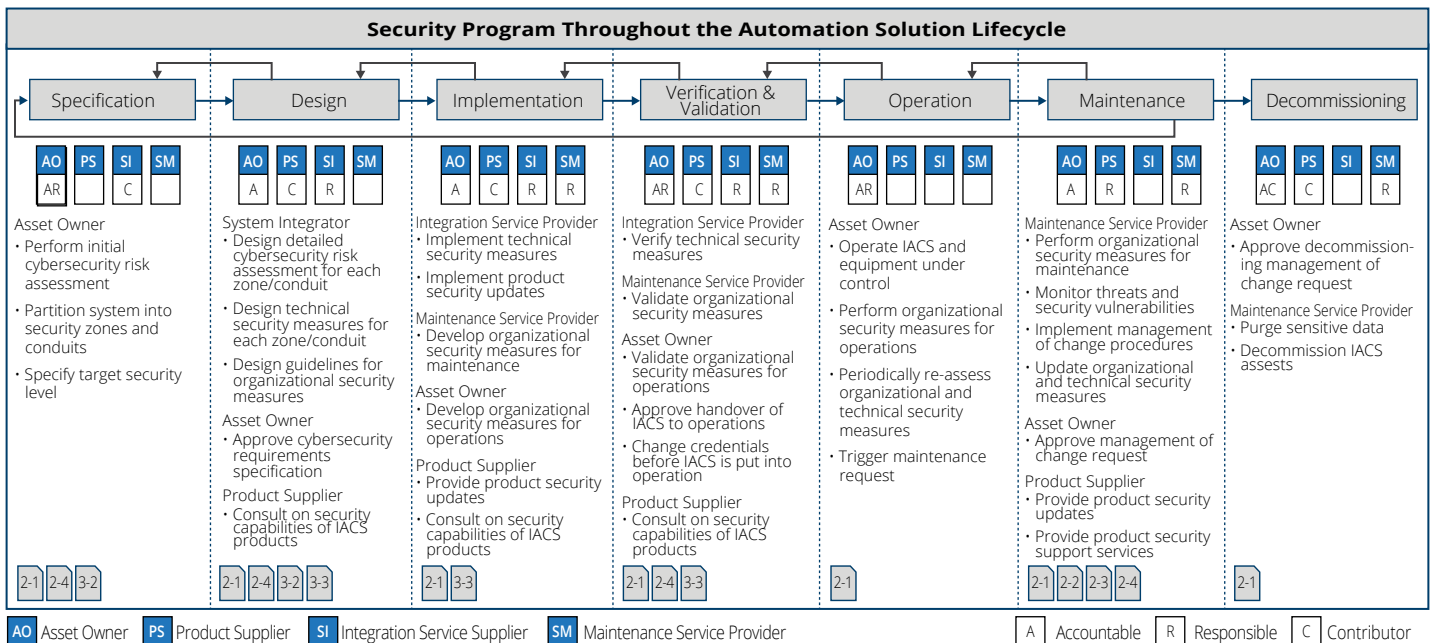 Security Program Throughout the Automation Solution Lifecycle
Specification
Design
Implementation
Verification &
Validation
Operation
Maintenance
Decommissioning
AO PS SI SM
AR C
Asset Owner
· Perform initial
cybersecurity risk
assessment
· Partition system into
security zones and
conduits
· Specify target security
level
2-1 2-4 3-2
AO PS SI SM
A C R
System Integrator
· Design detailed
cybersecurity risk
assessment for each
zone/conduit
· Design technical
security measures for
each zone/conduit
· Design guidelines for
organizational security
measures
Asset Owner
· Approve cybersecurity
requirements
specification
Product Supplier
· Consult on security
capabilities of IACS
products
2-1 2-4 3-2 3-3
AO PS SI SM
A C R R
Integration Service Provider
· Implement technical
security measures
· Implement product
security updates
Maintenance Service Provider
· Develop organizational
security measures for
maintenance
Asset Owner
· Develop organizational
security measures for
operations
Product Supplier
· Provide product security
updates
· Consult on security
capabilities of IACS
products
2-1 3-3
AO PS SI SM
AR C R R
Integration Service Provider
· Verify technical security
measures
Maintenance Service Provider
· Validate organizational
security measures
Asset Owner
· Validate organizational
security measures for
operations
· Approve handover of
IACS to operations
· Change credentials
before IACS is put into
operation
Product Supplier
· Consult on security
capabilities of IACS
products
2-1 2-4 3-3
AO PS SI SM
AR
Asset Owner
· Operate IACS and
equipment under
control
· Perform organizational
security measures for
operations
· Periodically re-assess
organizational and
technical security
measures
· Trigger maintenance
request
2-1
AO PS SI SM
A R R
Maintenance Service Provider
· Perform organizational
security measures for
maintenance
· Monitor threats and
security vulnerabilities
· Implement management
of change procedures
· Update organizational
and technical security
measures
Asset Owner
· Approve management of
change request
Product Supplier
· Provide product security
updates
· Provide product security
support services
2-1 2-2 2-3 2-4
AO PS SI SM
AC C R
Asset Owner
· Approve decommission-
ing management of
change request
Maintenance Service Provider
· Purge sensitive data
· Decommission IACS
assests
2-1
AO Asset Owner PS Product Supplier SI Integration Service Supplier SM Maintenance Service Provider A Accountable R Responsible C Contributor